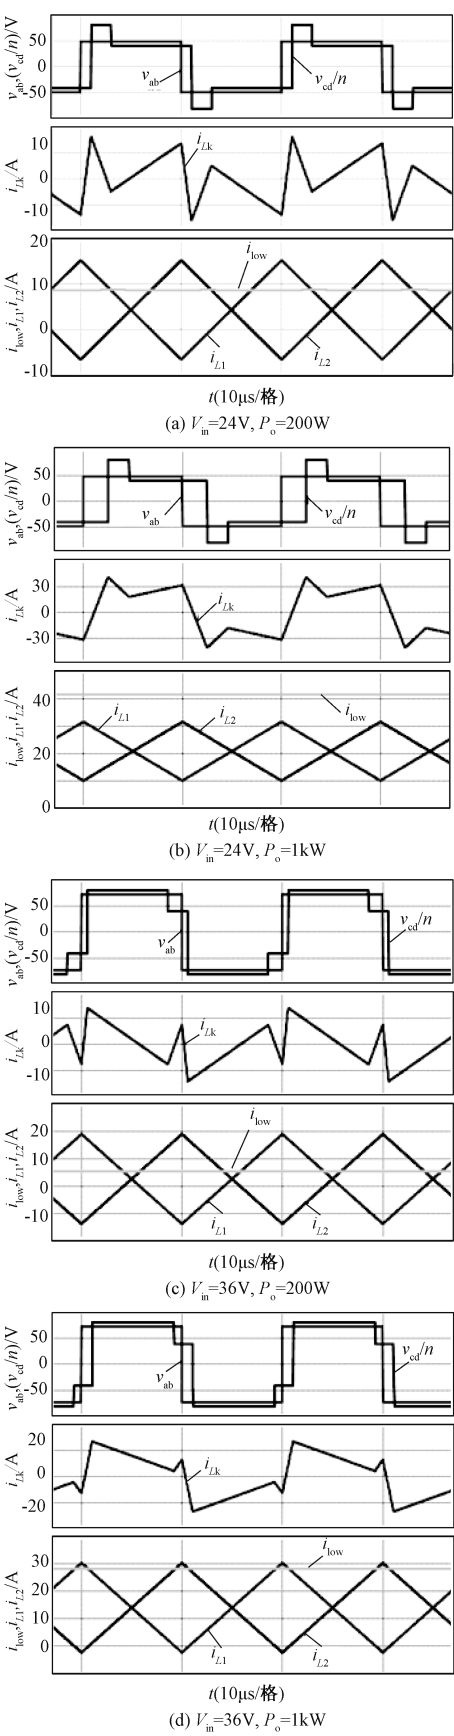 v_ab,(v_cd/n)/V
50
0
-50
v_ab
v_cd/n
i_Lk/A
10
0
-10
i_Lk
i_low,i_L1,i_L2/A
20
10
0
-10
i_low
i_L1
i_L2
t(10μs/格)
(a) V_in=24V, P_o=200W
v_ab,(v_cd/n)/V
50
0
-50
v_ab
v_cd/n
i_Lk/A
30
0
-30
i_Lk
i_low,i_L1,i_L2/A
40
20
0
i_L1
i_L2
i_low
t(10μs/格)
(b) V_in=24V, P_o=1kW
v_ab,(v_cd/n)/V
50
0
-50
v_ab
v_cd/n
i_Lk/A
10
0
-10
i_Lk
i_low,i_L1,i_L2/A
20
10
0
-10
i_low
i_L1
i_L2
t(10μs/格)
(c) V_in=36V, P_o=200W
v_ab,(v_cd/n)/V
50
0
-50
v_ab
v_cd/n
i_Lk/A
20
0
-20
i_Lk
i_low,i_L1,i_L2/A
30
20
10
0
i_low
i_L1
i_L2
t(10μs/格)
(d) V_in=36V, P_o=1kW